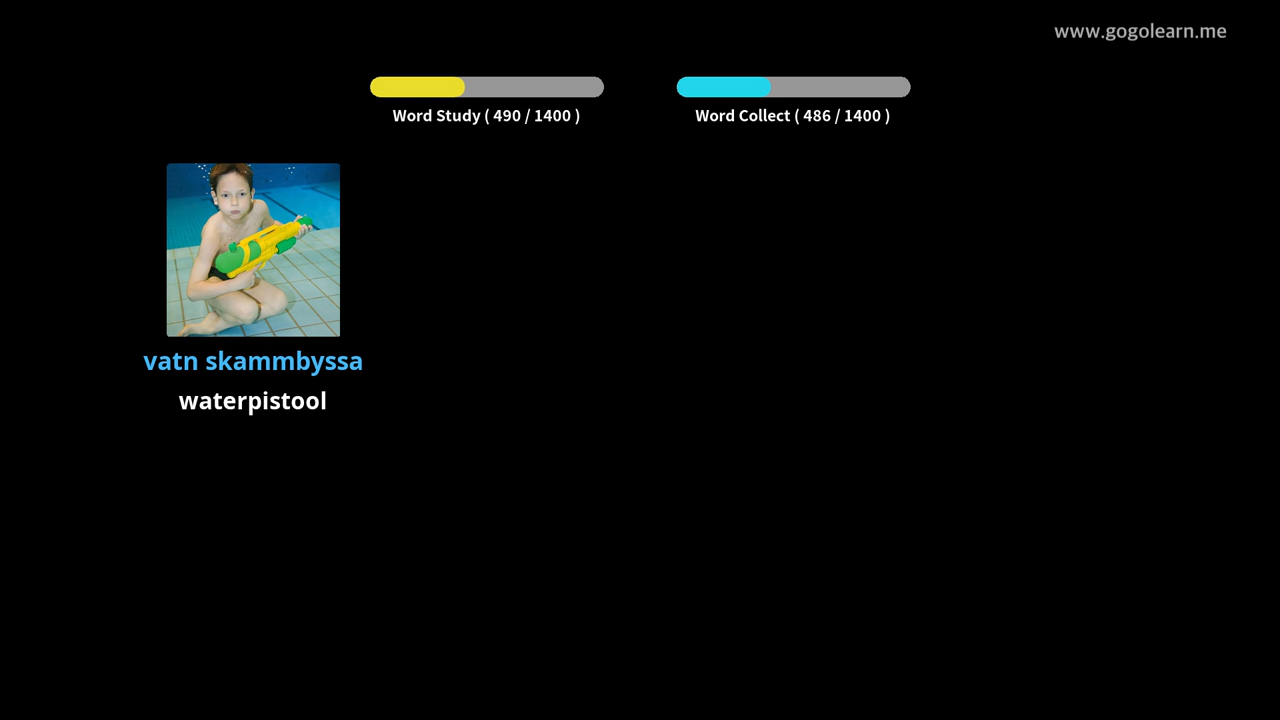 www.gogolearn.me
Word Study ( 490 / 1400 )
Word Collect ( 486 / 1400 )
vatn skammbyssa
waterpistool